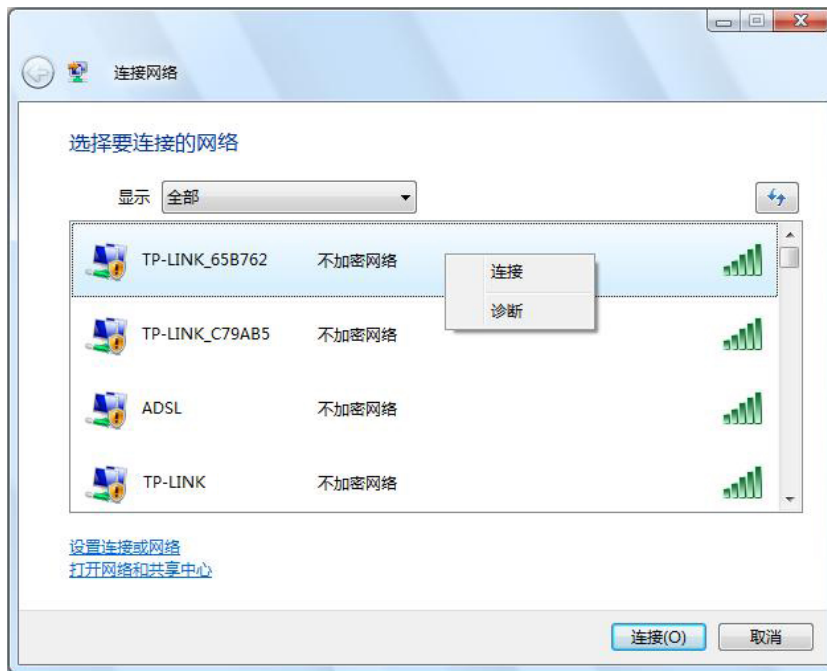 连接网络
选择要连接的网络
显示 全部
TP-LINK_65B762 不加密网络
连接
诊断
TP-LINK_C79AB5 不加密网络
ADSL 不加密网络
TP-LINK 不加密网络
设置连接或网络
打开网络和共享中心
连接(O) 取消